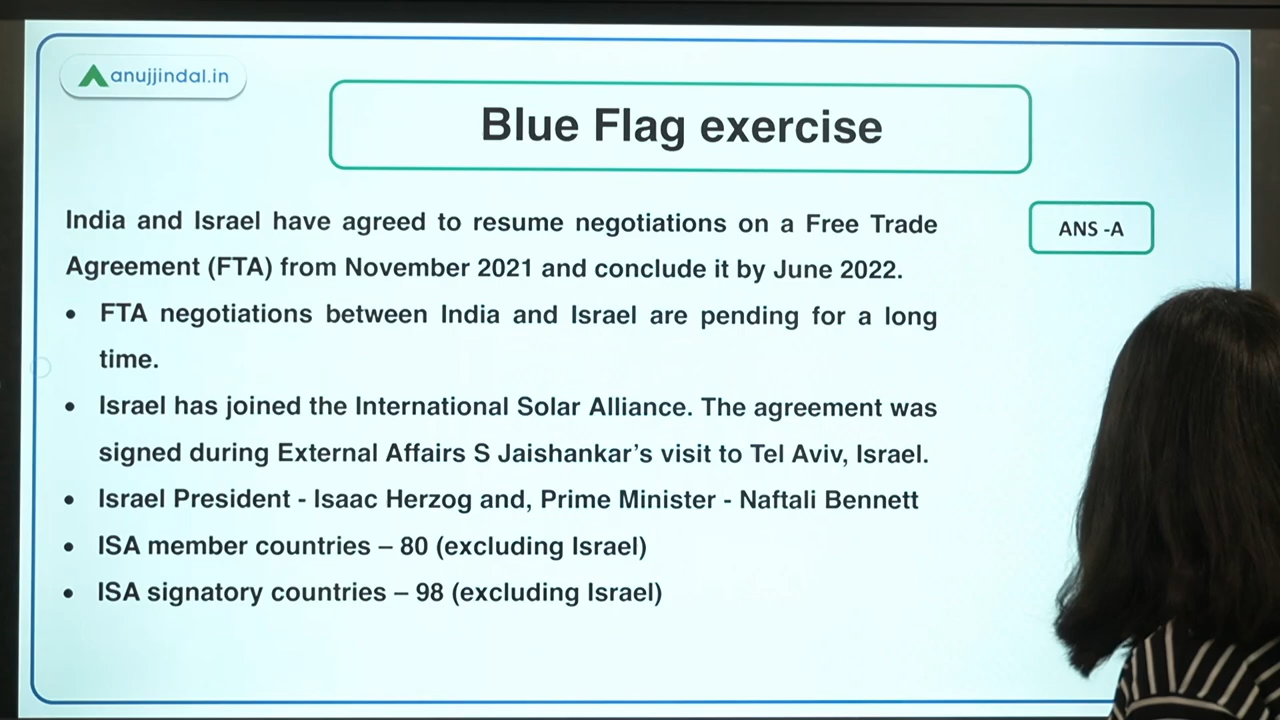 anujjindal.in
Blue Flag exercise
India and Israel have agreed to resume negotiations on a Free Trade
ANS -A
Agreement (FTA) from November 2021 and conclude it by June 2022.
• FTA negotiations between India and Israel are pending for a long
time.
• Israel has joined the International Solar Alliance. The agreement was
signed during External Affairs S Jaishankar’s visit to Tel Aviv, Israel.
• Israel President - Isaac Herzog and, Prime Minister - Naftali Bennett
• ISA member countries – 80 (excluding Israel)
• ISA signatory countries – 98 (excluding Israel)